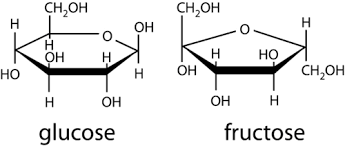 CH₂OH CH₂OH
H O OH O H
H
OH HO
HO H OH H CH₂OH
H OH OH H
glucose fructose